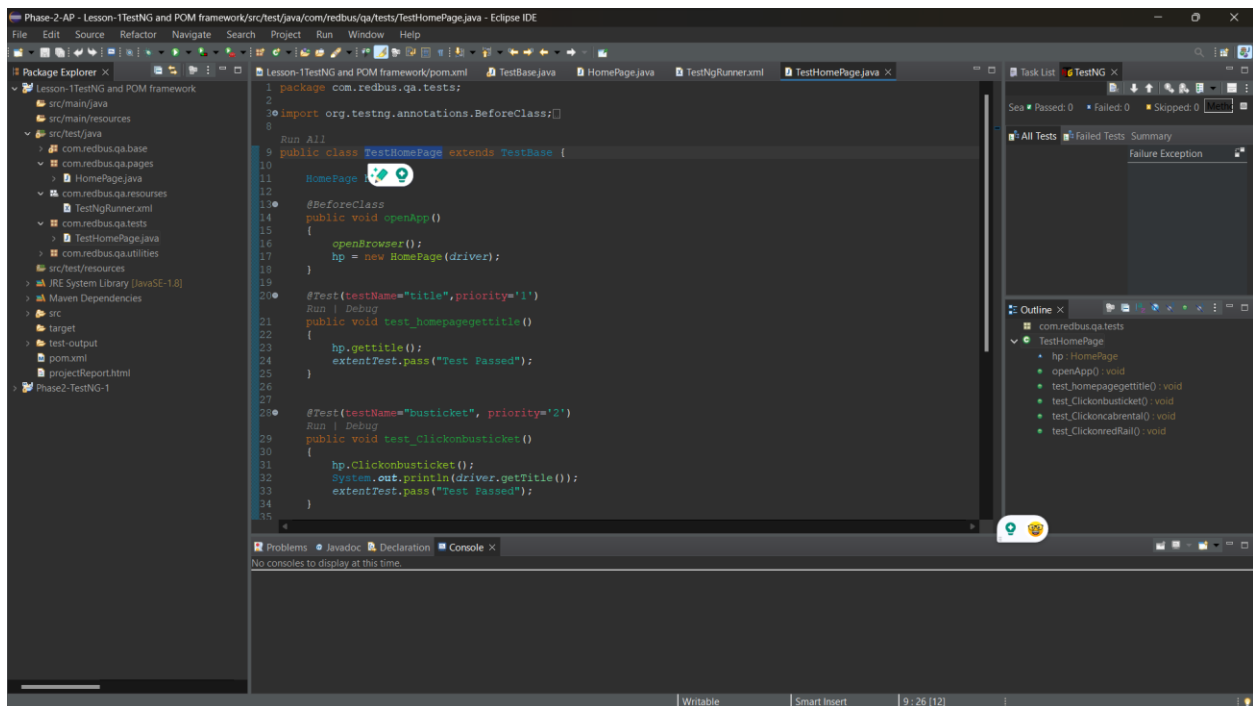 Phase-2-AP - Lesson-1TestNG and POM framework/src/test/java/com/redbus/qa/tests/TestHomePage.java - Eclipse IDE
File Edit Source Refactor Navigate Search Project Run Window Help
Package Explorer
Lesson-1TestNG and POM framework
src/main/java
src/main/resources
src/test/java
com.redbus.qa.base
com.redbus.qa.pages
HomePage.java
com.redbus.qa.resourses
TestNgRunner.xml
com.redbus.qa.tests
TestHomePage.java
com.redbus.qa.utilities
src/test/resources
JRE System Library [JavaSE-1.8]
Maven Dependencies
src
target
test-output
pom.xml
projectReport.html
Phase2-TestNG-1
Lesson-1TestNG and POM framework/pom.xml TestBase.java HomePage.java TestNgRunner.xml TestHomePage.java
1 package com.redbus.qa.tests;
2
3 import org.testng.annotations.BeforeClass;
8
Run All
9 public class TestHomePage extends TestBase {
10
11 HomePage
12
13 @BeforeClass
14 public void openApp()
15 {
16 openBrowser();
17 hp = new HomePage(driver);
18 }
19
20 @Test(testName="title",priority='1')
Run | Debug
21 public void test_homepagegettitle()
22 {
23 hp.gettitle();
24 extentTest.pass("Test Passed");
25 }
26
27
28 @Test(testName="busticket", priority='2')
Run | Debug
29 public void test_Clickonbusticket()
30 {
31 hp.Clickonbusticket();
32 System.out.println(driver.getTitle());
33 extentTest.pass("Test Passed");
34 }
35
Task List TestNG
Sea Passed: 0 Failed: 0 Skipped: 0
All Tests Failed Tests Summary
Failure Exception
Outline
com.redbus.qa.tests
TestHomePage
hp : HomePage
openApp() : void
test_homepagegettitle() : void
test_Clickonbusticket() : void
test_Clickoncabrental() : void
test_ClickonredRail() : void
Problems Javadoc Declaration Console
No consoles to display at this time.
Writable Smart Insert 9 : 26 [12]